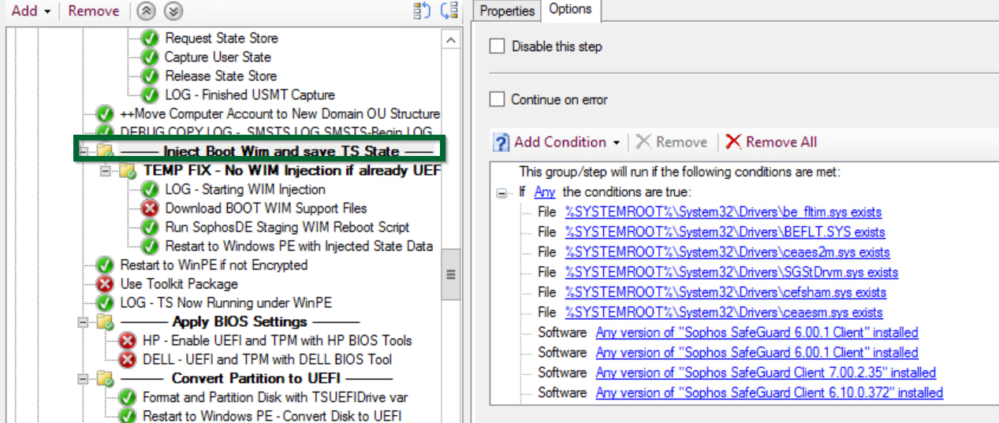 Add Remove
Request State Store
Capture User State
Release State Store
LOG - Finished USMT Capture
++Move Computer Account to New Domain OU Structure
DEBUG COPY LOG - SMSTS.LOG SMSTS-Begin.LOG
Inject Boot Wim and save TS State
TEMP FIX - No WIM Injection if already UEF
LOG - Starting WIM Injection
Download BOOT WIM Support Files
Run SophosDE Staging WIM Reboot Script
Restart to Windows PE with Injected State Data
Restart to WinPE if not Encrypted
Use Toolkit Package
LOG - TS Now Running under WinPE
Apply BIOS Settings
HP - Enable UEFI and TPM with HP BIOS Tools
DELL - UEFI and TPM with DELL BIOS Tool
Convert Partition to UEFI
Format and Partition Disk with TSUEFIDrive var
Restart to Windows PE - Convert Disk to UEFI
Properties Options
Disable this step
Continue on error
Add Condition Remove Remove All
This group/step will run if the following conditions are met:
If Any the conditions are true:
File %SYSTEMROOT%\System32\Drivers\be_fltim.sys exists
File %SYSTEMROOT%\System32\Drivers\BEFLT.SYS exists
File %SYSTEMROOT%\System32\Drivers\ceaes2m.sys exists
File %SYSTEMROOT%\System32\Drivers\SGStDrvm.sys exists
File %SYSTEMROOT%\System32\Drivers\cefsham.sys exists
File %SYSTEMROOT%\System32\Drivers\ceaesm.sys exists
Software Any version of "Sophos SafeGuard 6.00.1 Client" installed
Software Any version of "Sophos SafeGuard 6.00.1 Client" installed
Software Any version of "Sophos SafeGuard Client 7.00.2.35" installed
Software Any version of "Sophos SafeGuard Client 6.10.0.372" installed